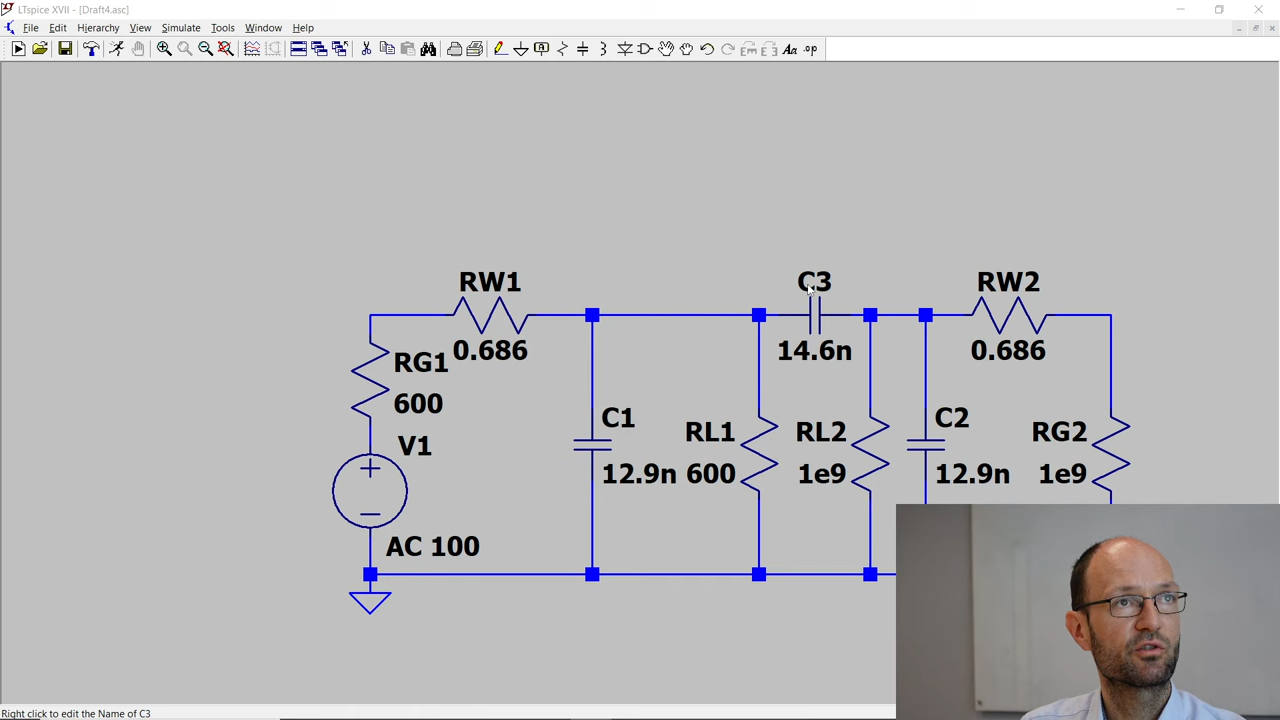 LTspice XVII - [Draft4.asc]
File Edit Hierarchy View Simulate Tools Window Help
Aa .op
RW1 C3 RW2
0.686 14.6n 0.686
RG1
600
V1
C1 C2
RL1 RL2 RG2
12.9n 600 1e9 12.9n 1e9
AC 100
Right click to edit the Name of C3